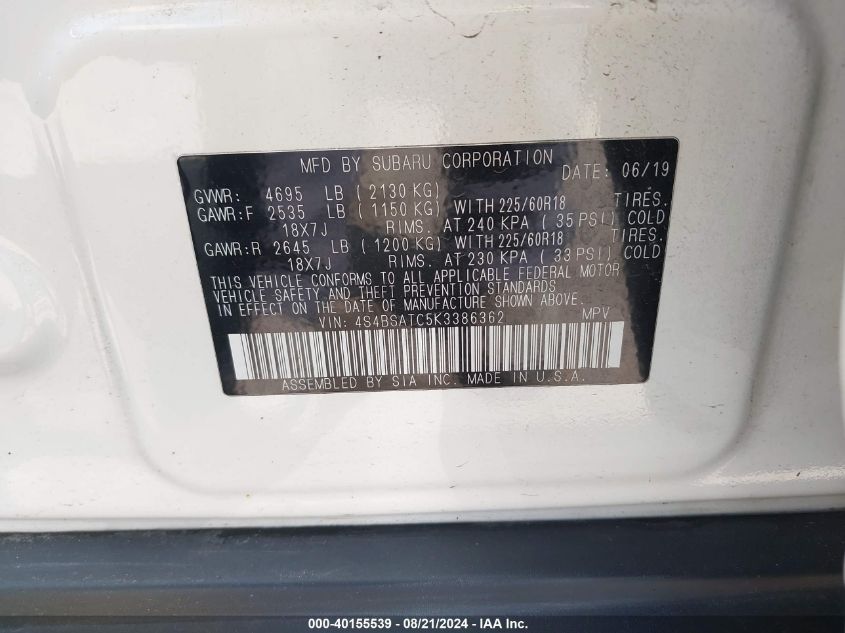 MFD BY SUBARU CORPORATION DATE: 06/19
GVWR: 4695 LB (2130 KG)
GAWR:F 2535 LB (1150 KG) WITH 225/60R18 TIRES.
18X7J RIMS. AT 240 KPA (35 PSI) COLD
GAWR:R 2645 LB (1200 KG) WITH 225/60R18 TIRES.
18X7J RIMS. AT 230 KPA (33 PSI) COLD
THIS VEHICLE CONFORMS TO ALL APPLICABLE FEDERAL MOTOR
VEHICLE SAFETY AND THEFT PREVENTION STANDARDS
IN EFFECT ON THE DATE OF MANUFACTURE SHOWN ABOVE.
VIN: 4S4BSATC5K3386362 MPV
ASSEMBLED BY SIA INC. MADE IN U.S.A.
000-40155539 - 08/21/2024 - IAA Inc.